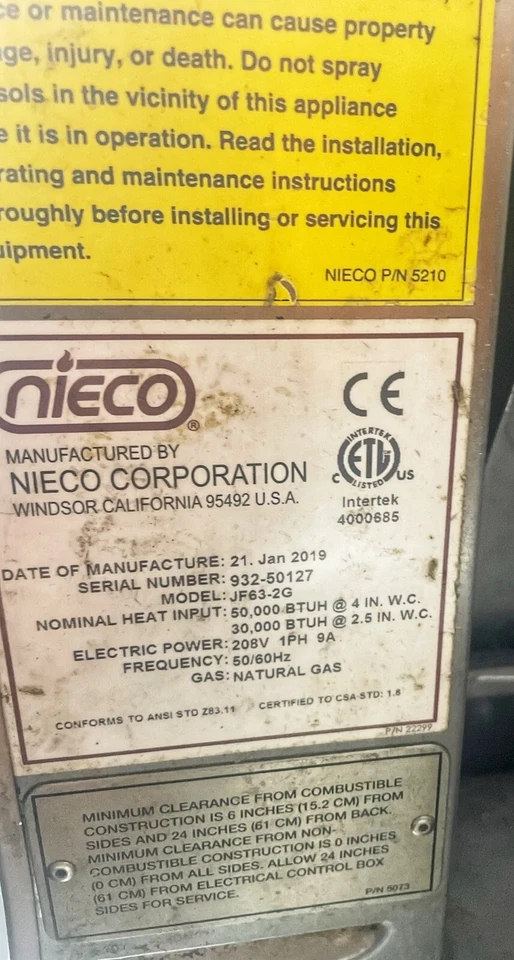 ce or maintenance can cause property
ge, injury, or death. Do not spray
sols in the vicinity of this appliance
e it is in operation. Read the installation,
rating and maintenance instructions
roughly before installing or servicing this
uipment.
NIECO P/N 5210
nieco ®
CE
MANUFACTURED BY
NIECO CORPORATION
WINDSOR CALIFORNIA 95492 U.S.A.
INTERTEK
ETL
LISTED
C US
Intertek
4000685
DATE OF MANUFACTURE: 21. Jan 2019
SERIAL NUMBER: 932-50127
MODEL: JF63-2G
NOMINAL HEAT INPUT: 50,000 BTUH @ 4 IN. W.C.
30,000 BTUH @ 2.5 IN. W.C.
ELECTRIC POWER: 208V 1PH 9A
FREQUENCY: 50/60Hz
GAS: NATURAL GAS
CONFORMS TO ANSI STD Z83.11 CERTIFIED TO CSA STD: 1.8
P/N 22299
MINIMUM CLEARANCE FROM COMBUSTIBLE
CONSTRUCTION IS 6 INCHES (15.2 CM) FROM
SIDES AND 24 INCHES (61 CM) FROM BACK.
MINIMUM CLEARANCE FROM NON-
COMBUSTIBLE CONSTRUCTION IS 0 INCHES
(0 CM) FROM ALL SIDES. ALLOW 24 INCHES
(61 CM) FROM ELECTRICAL CONTROL BOX
SIDES FOR SERVICE.
P/N 5073